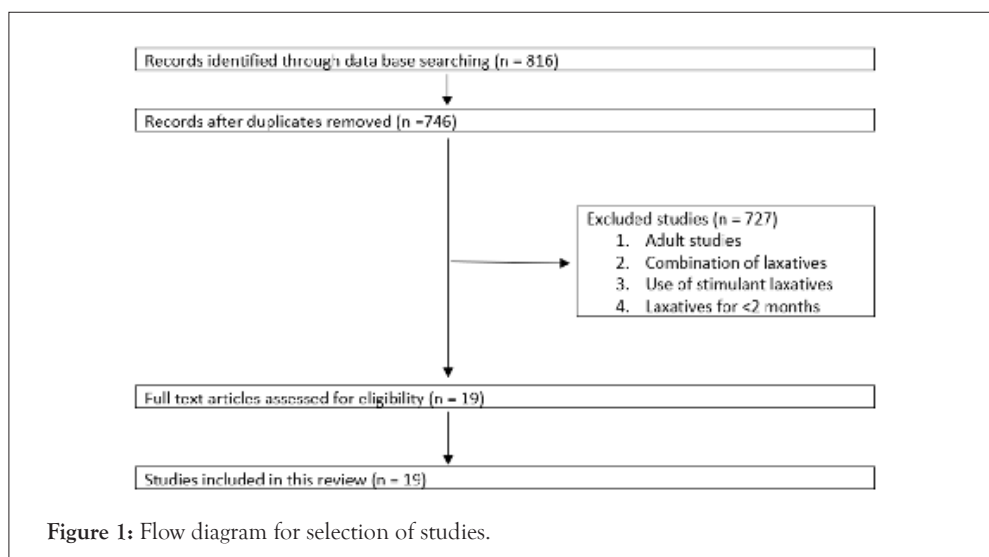 Records identified through data base searching (n = 816)
Records after duplicates removed (n =746)
Excluded studies (n = 727)
1. Adult studies
2. Combination of laxatives
3. Use of stimulant laxatives
4. Laxatives for <2 months
Full text articles assessed for eligibility (n = 19)
Studies included in this review (n = 19)
Figure 1: Flow diagram for selection of studies.